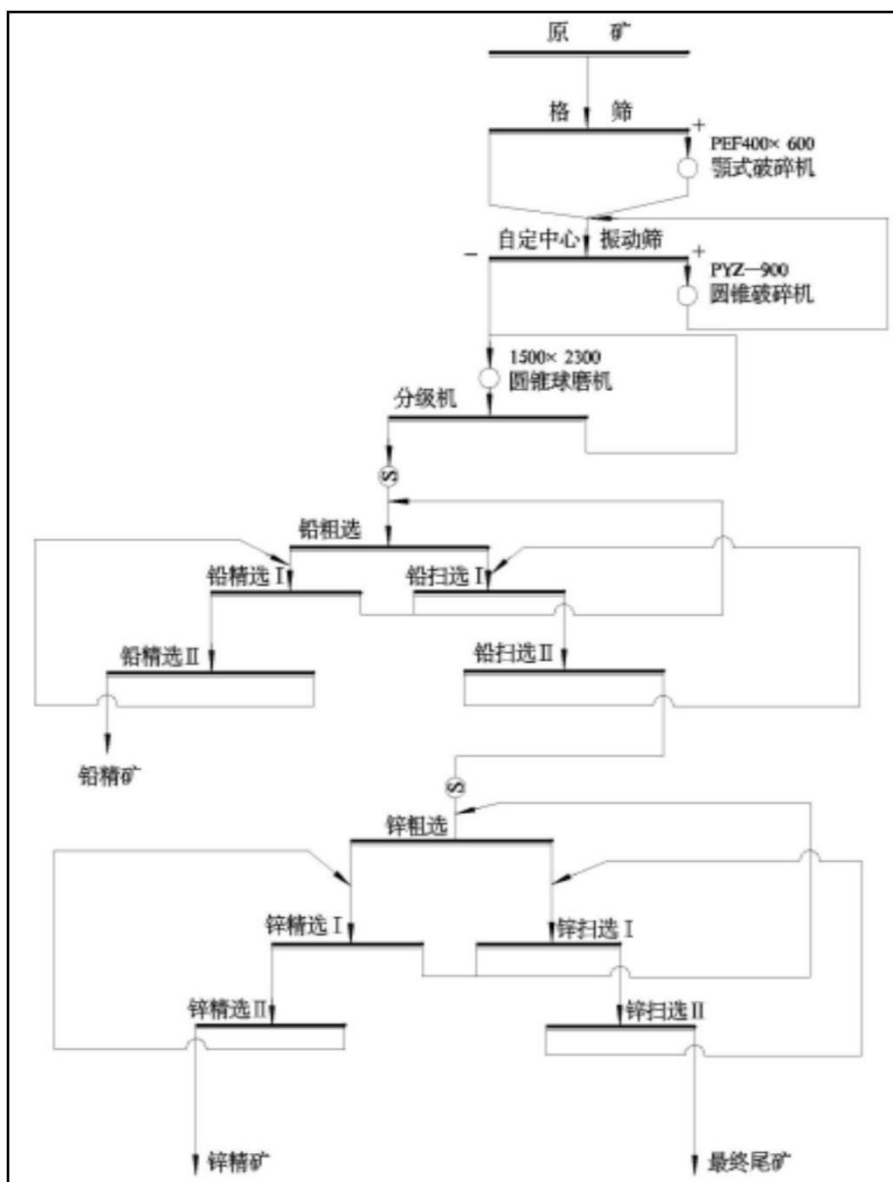 原 矿
格 筛
+
PEF400×600
颚式破碎机
自定中心 振动筛
− +
PYZ—900
圆锥破碎机
1500×2300
圆锥球磨机
分级机
S
铅粗选
铅精选Ⅰ 铅扫选Ⅰ
铅精选Ⅱ 铅扫选Ⅱ
铅精矿
S
锌粗选
锌精选Ⅰ 锌扫选Ⅰ
锌精选Ⅱ 锌扫选Ⅱ
锌精矿 最终尾矿